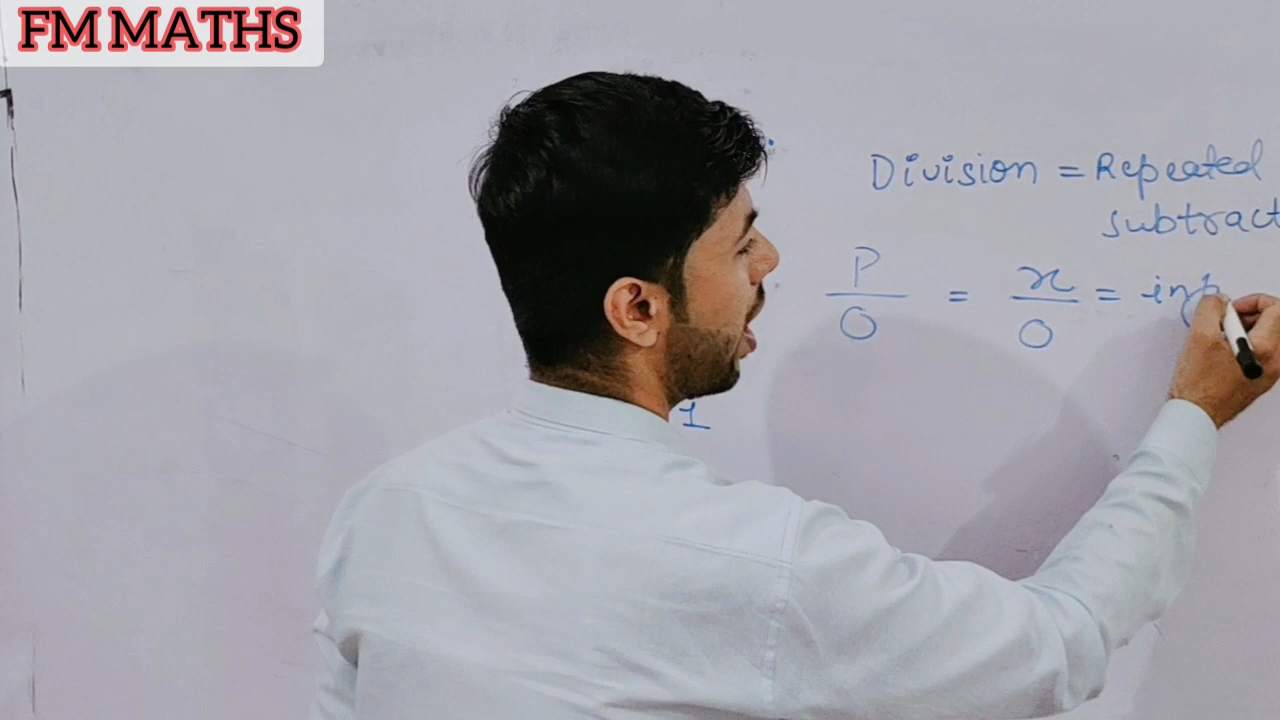 FM MATHS
Division = Repeated
subtract
P/0 = x/0 = inf
1